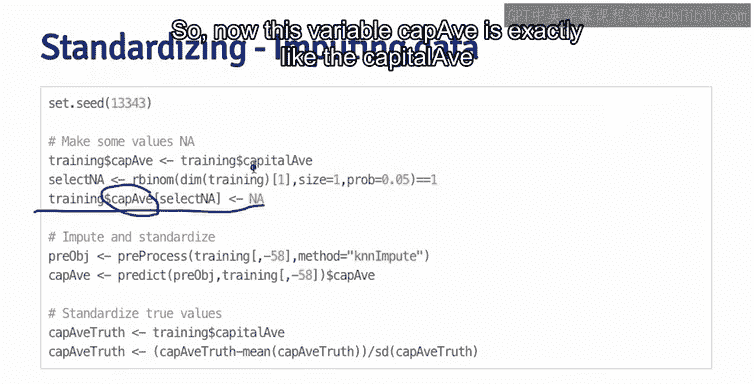 So, now this variable capAve is exactly
like the capitalAve
Standardizing - Imputing data
set.seed(13343)
# Make some values NA
training$capAve <- training$capitalAve
selectNA <- rbinom(dim(training)[1],size=1,prob=0.05)==1
training$capAve[selectNA] <- NA
# Impute and standardize
preObj <- preProcess(training[,-58],method="knnImpute")
capAve <- predict(preObj,training[,-58])$capAve
# Standardize true values
capAveTruth <- training$capitalAve
capAveTruth <- (capAveTruth-mean(capAveTruth))/sd(capAveTruth)